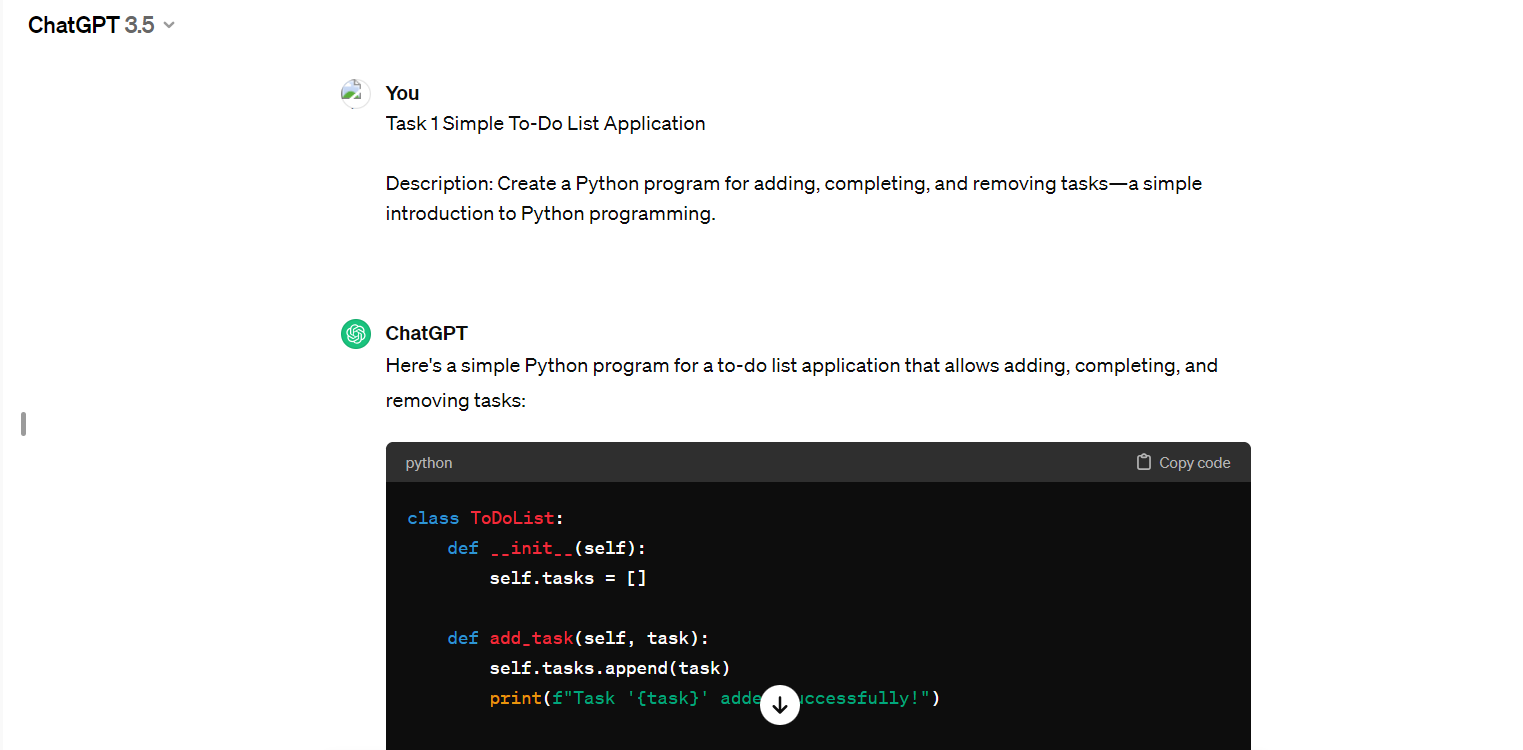 ChatGPT 3.5
You
Task 1 Simple To-Do List Application
Description: Create a Python program for adding, completing, and removing tasks—a simple
introduction to Python programming.
ChatGPT
Here's a simple Python program for a to-do list application that allows adding, completing, and
removing tasks:
python Copy code
class ToDoList:
    def __init__(self):
        self.tasks = []
    def add_task(self, task):
        self.tasks.append(task)
        print(f"Task '{task}'